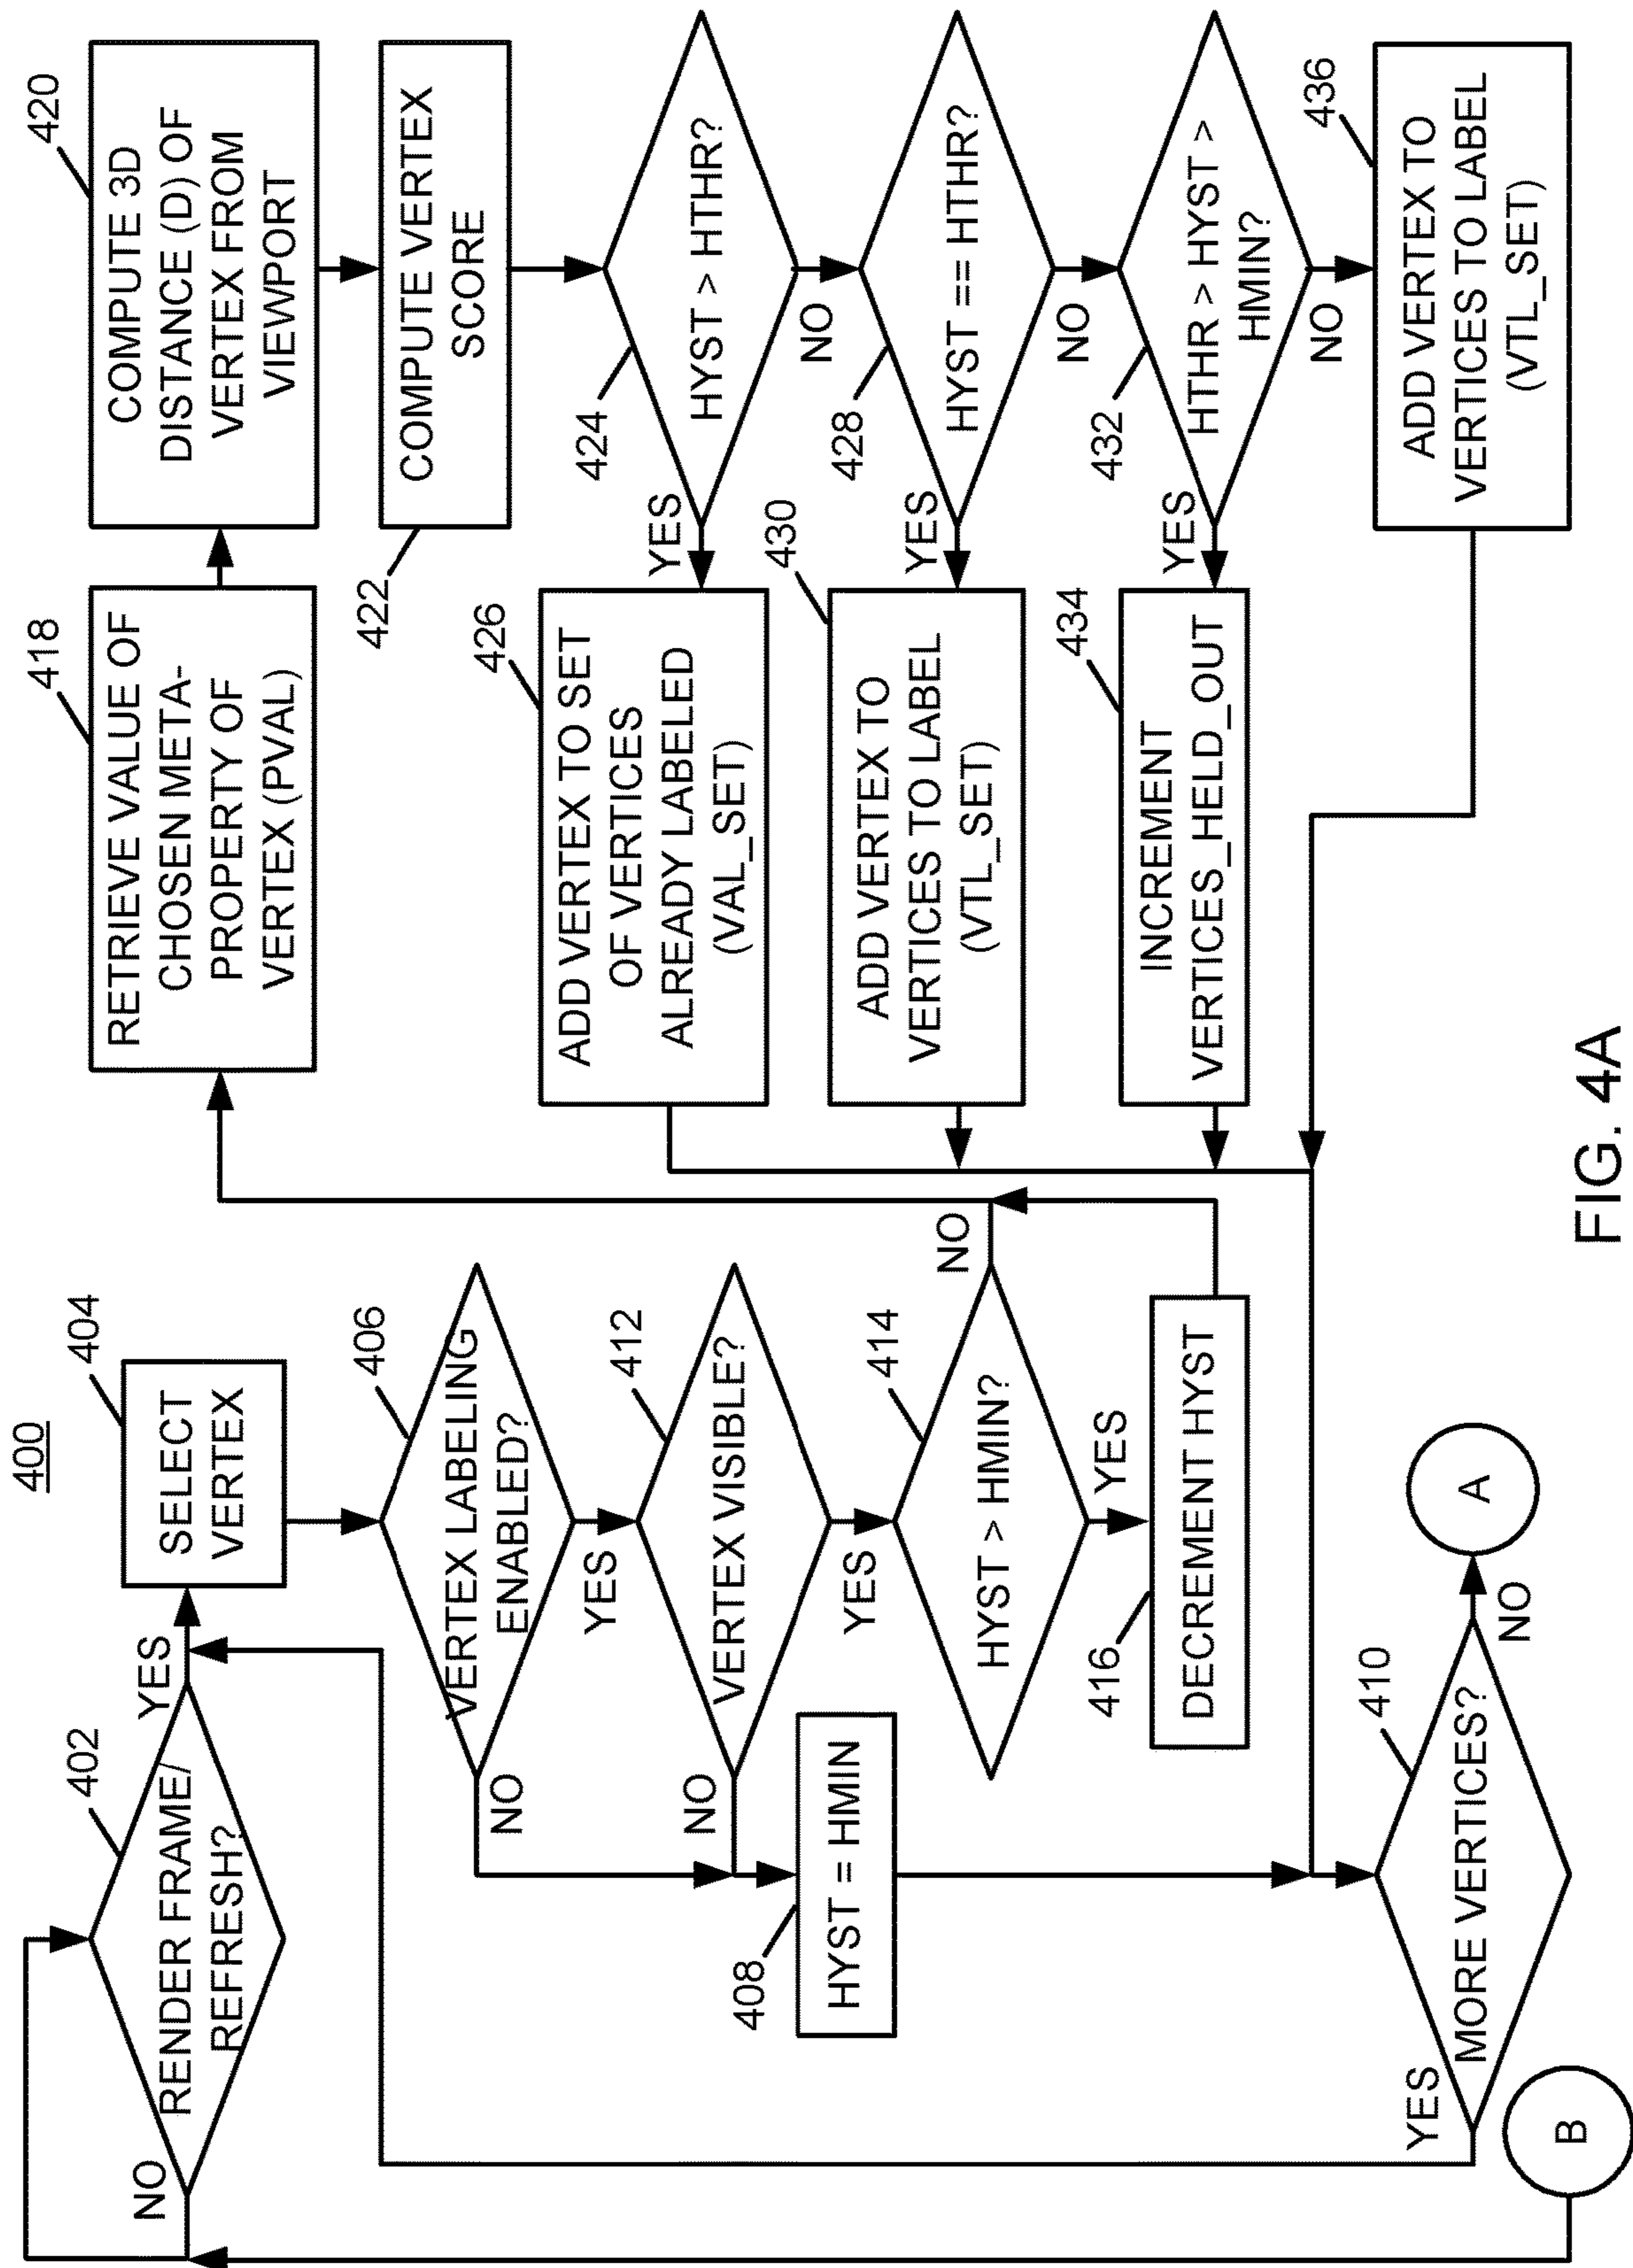 400
402
RENDER FRAME/
REFRESH?
NO
YES
404
SELECT
VERTEX
406
VERTEX LABELING
ENABLED?
NO
YES
412
VERTEX VISIBLE?
NO
YES
408
HYST = HMIN
414
HYST > HMIN?
NO
YES
416
DECREMENT HYST
410
MORE VERTICES?
YES
NO
A
B
418
RETRIEVE VALUE OF
CHOSEN META-
PROPERTY OF
VERTEX (PVAL)
420
COMPUTE 3D
DISTANCE (D) OF
VERTEX FROM
VIEWPORT
422
COMPUTE VERTEX
SCORE
424
HYST > HTHR?
YES
NO
426
ADD VERTEX TO SET
OF VERTICES
ALREADY LABELED
(VAL_SET)
428
HYST == HTHR?
YES
NO
430
ADD VERTEX TO
VERTICES TO LABEL
(VTL_SET)
432
HTHR > HYST >
HMIN?
YES
NO
434
INCREMENT
VERTICES_HELD_OUT
436
ADD VERTEX TO
VERTICES TO LABEL
(VTL_SET)
FIG. 4A